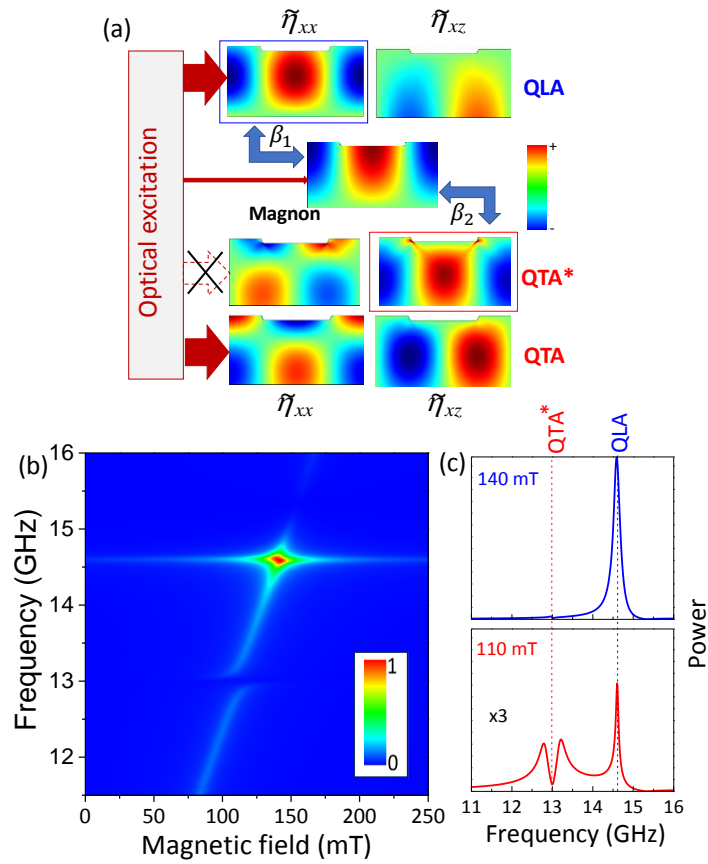 (a)
η̃xx
η̃xz
QLA
β1
+
-
Optical excitation
Magnon
β2
QTA*
QTA
η̃xx
η̃xz
(b)
16
15
14
13
12
Frequency (GHz)
1
0
0
50
100
150
200
250
Magnetic field (mT)
(c)
QTA*
QLA
140 mT
110 mT
x3
Power
11
12
13
14
15
16
Frequency (GHz)